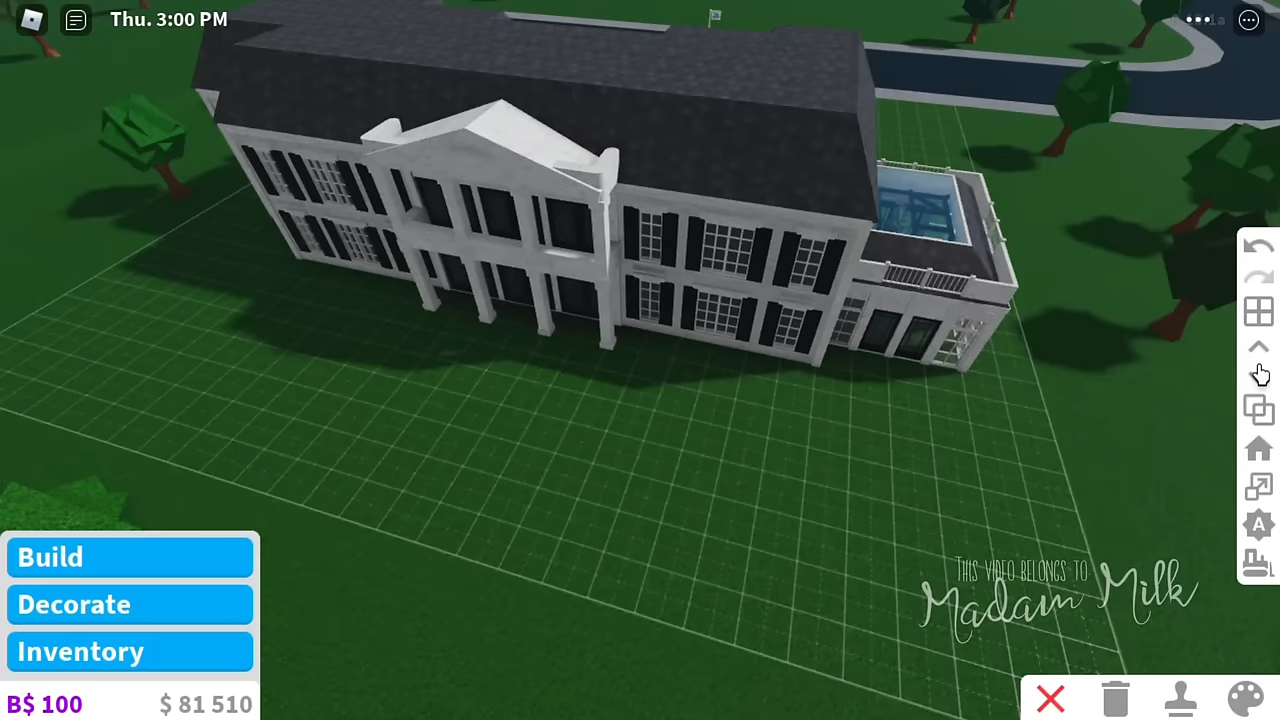 Thu. 3:00 PM
Build
Decorate
Inventory
B$ 100
$ 81 510
A
THIS VIDEO BELONGS TO
Madam Milk